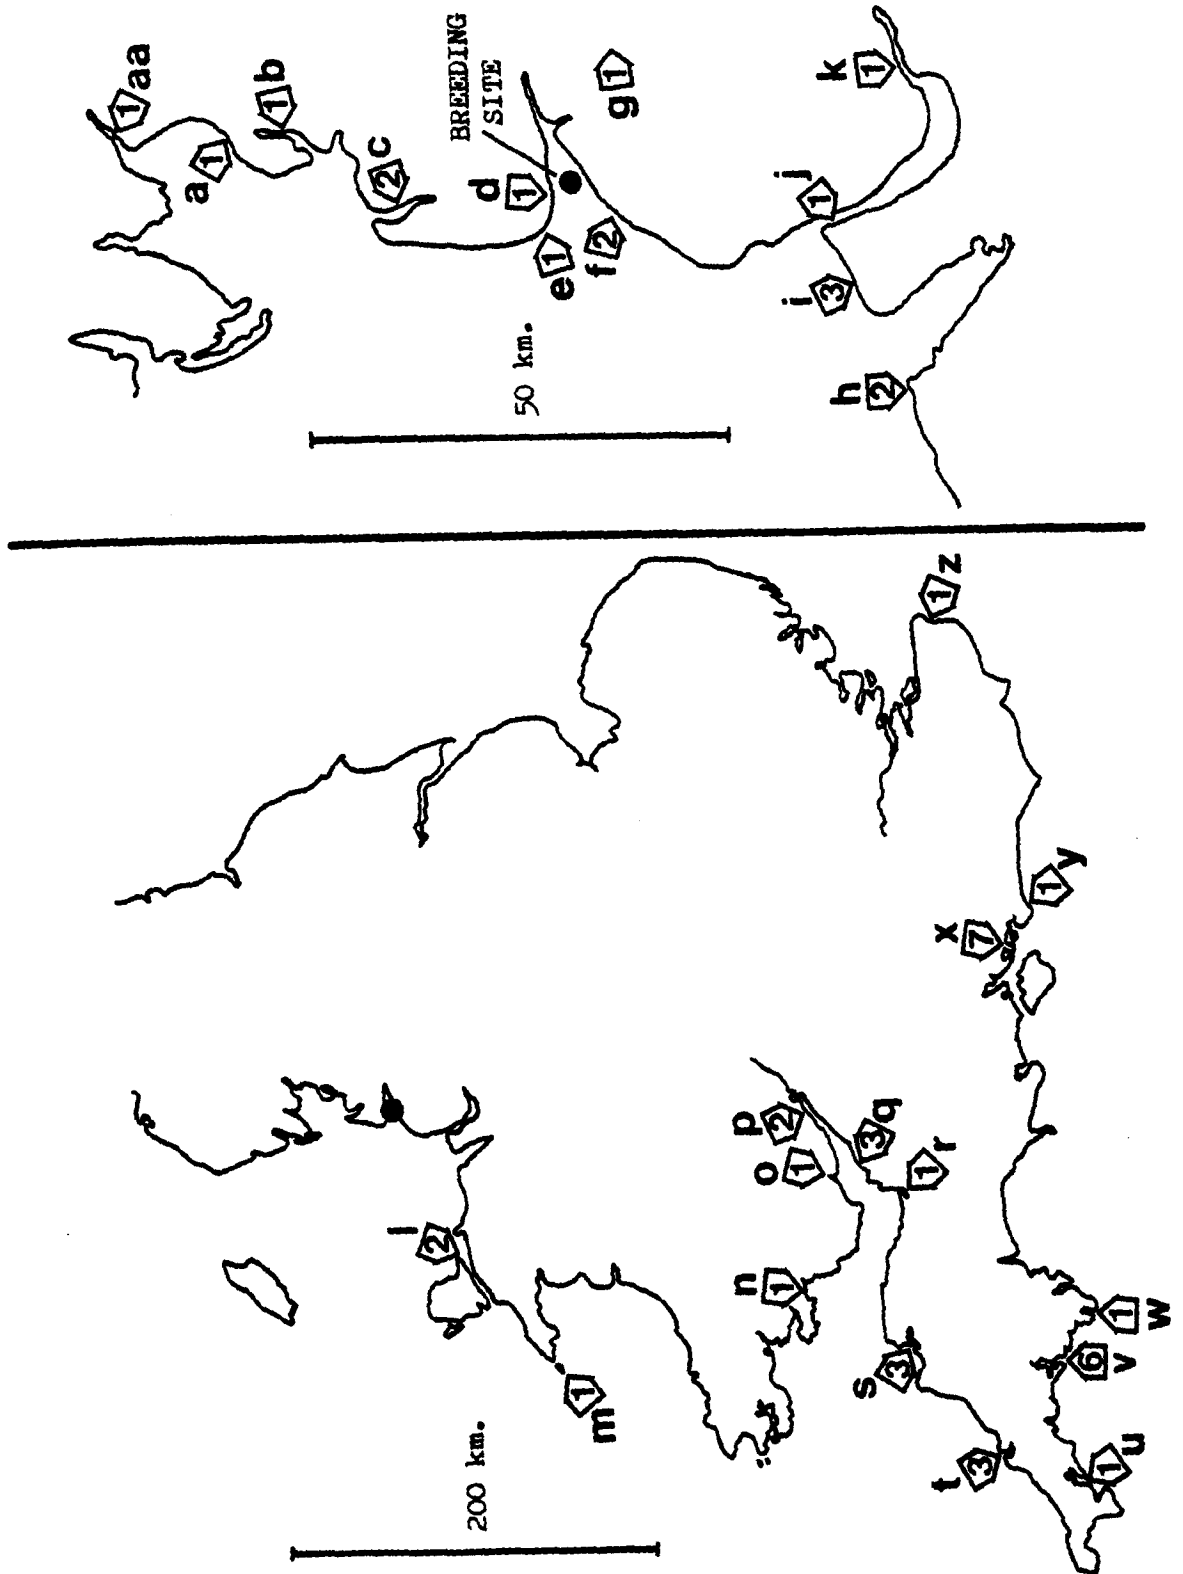 1 aa
a 1
1 b
c 2
BREEDING
SITE
d 1
e 1
f 2
g 1
50 km.
h 2
i 3
j 1
k 1
l 2
m 1
200 km.
n 1
o 1
p 2
3 q
1 r
s 3
t 3
1 u
6 v
1 w
x 7
1 y
1 z